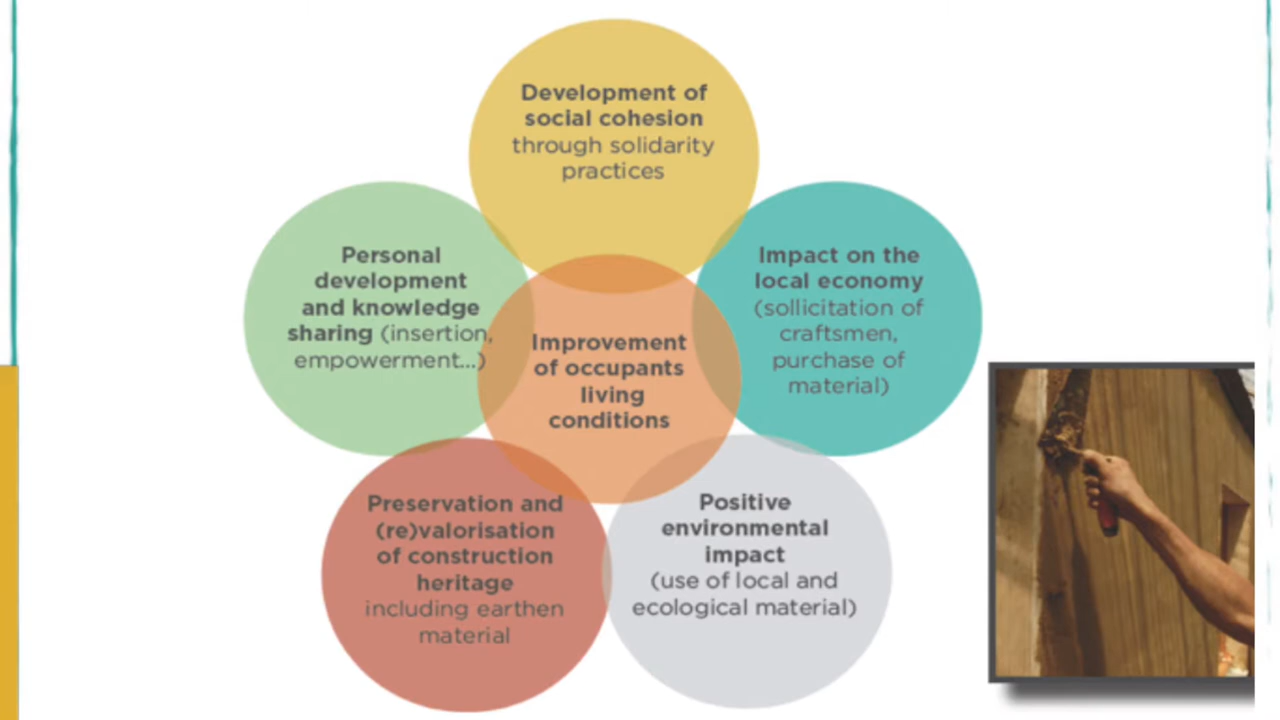 Development of
social cohesion
through solidarity
practices
Personal
development
and knowledge
sharing (insertion,
empowerment...)
Impact on the
local economy
(sollicitation of
craftsmen,
purchase of
material)
Improvement
of occupants
living
conditions
Preservation and
(re)valorisation
of construction
heritage
including earthen
material
Positive
environmental
impact
(use of local and
ecological material)